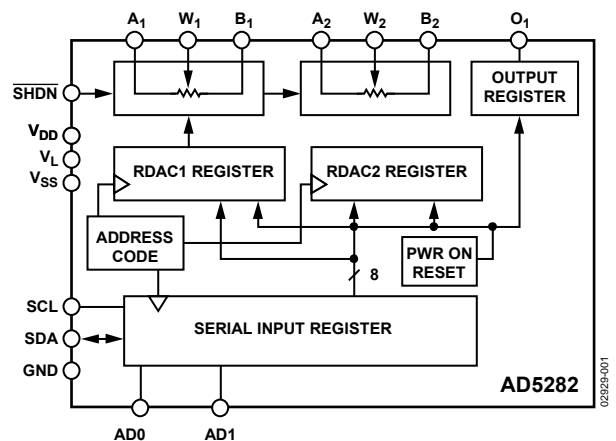 A1 W1 B1 A2 W2 B2 O1
SHDN
OUTPUT
REGISTER
VDD
VL
VSS
RDAC1 REGISTER
RDAC2 REGISTER
ADDRESS
CODE
PWR ON
RESET
8
SCL
SDA
GND
SERIAL INPUT REGISTER
AD5282
AD0 AD1
02929-001